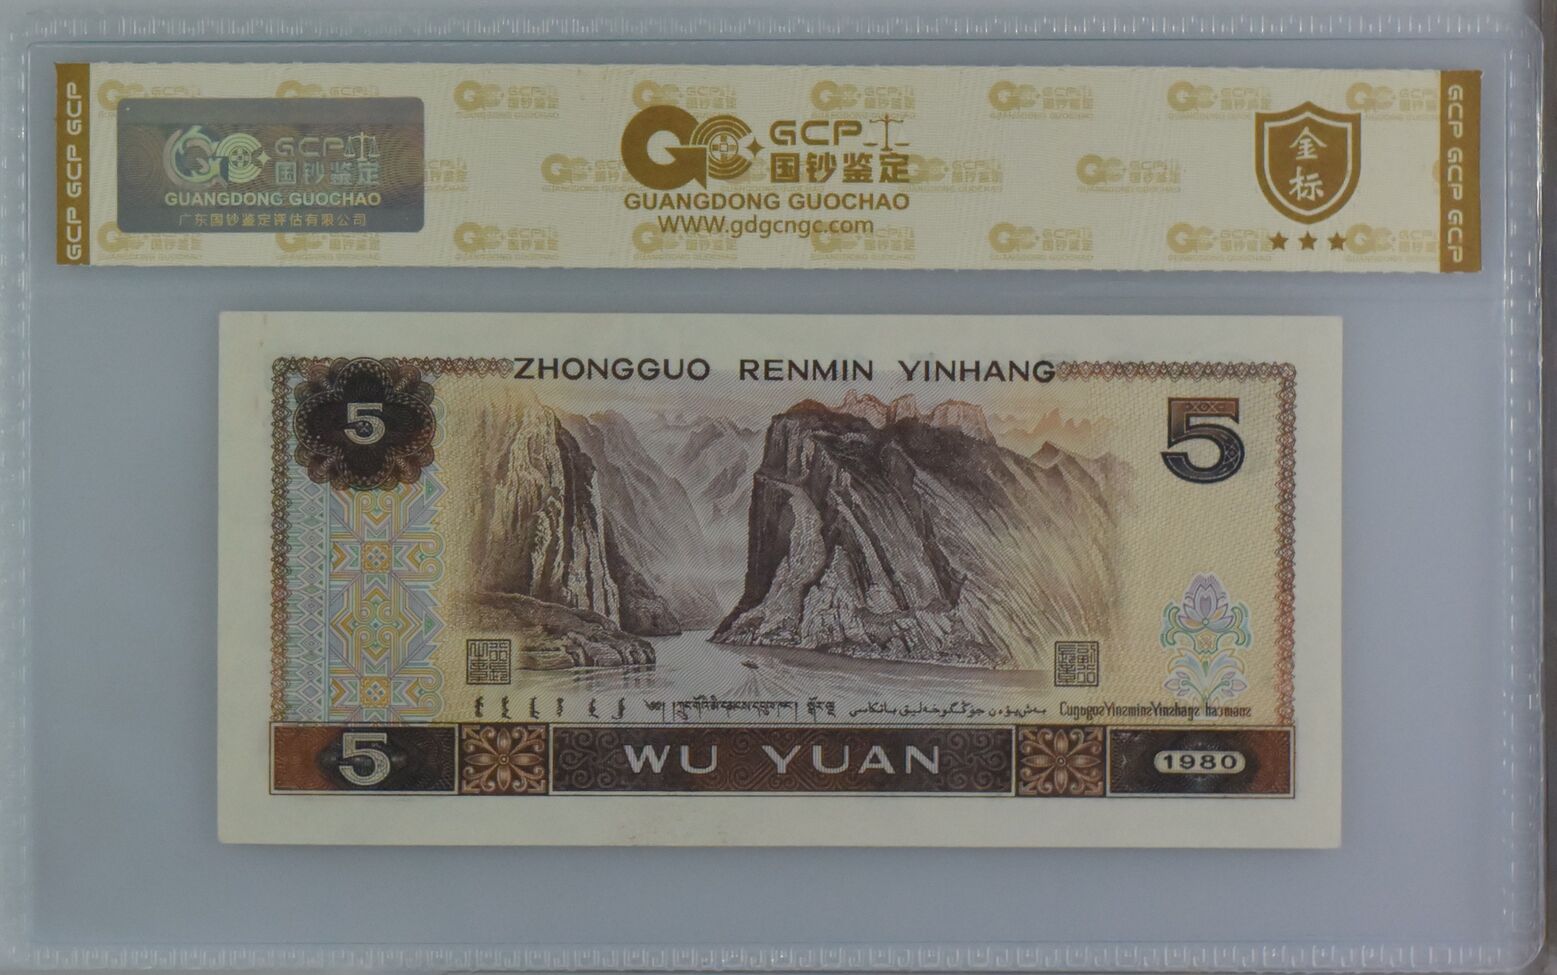 GCP
国钞鉴定
GUANGDONG GUOCHAO
广东国钞鉴定评估有限公司
GCP
国钞鉴定
GUANGDONG GUOCHAO
WWW.gdgcngc.com
金标
GCP GCP GCP
GCP GCP GCP
ZHONGGUO RENMIN YINHANG
5
5
5
WU YUAN
1980